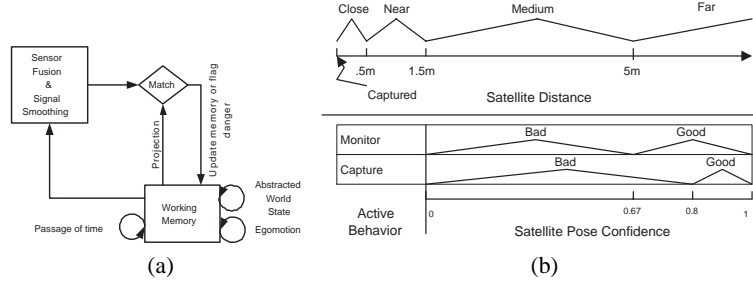 Sensor
Fusion
&
Signal
Smoothing
Match
Projection
Update memory or flag
danger
Working
Memory
Abstracted
World
State
Egomotion
Passage of time
(a)
Close
Near
Medium
Far
.5m
1.5m
5m
Captured
Satellite Distance
Monitor
Bad
Good
Capture
Bad
Good
Active
Behavior
0
0.67
0.8
1
Satellite Pose Confidence
(b)